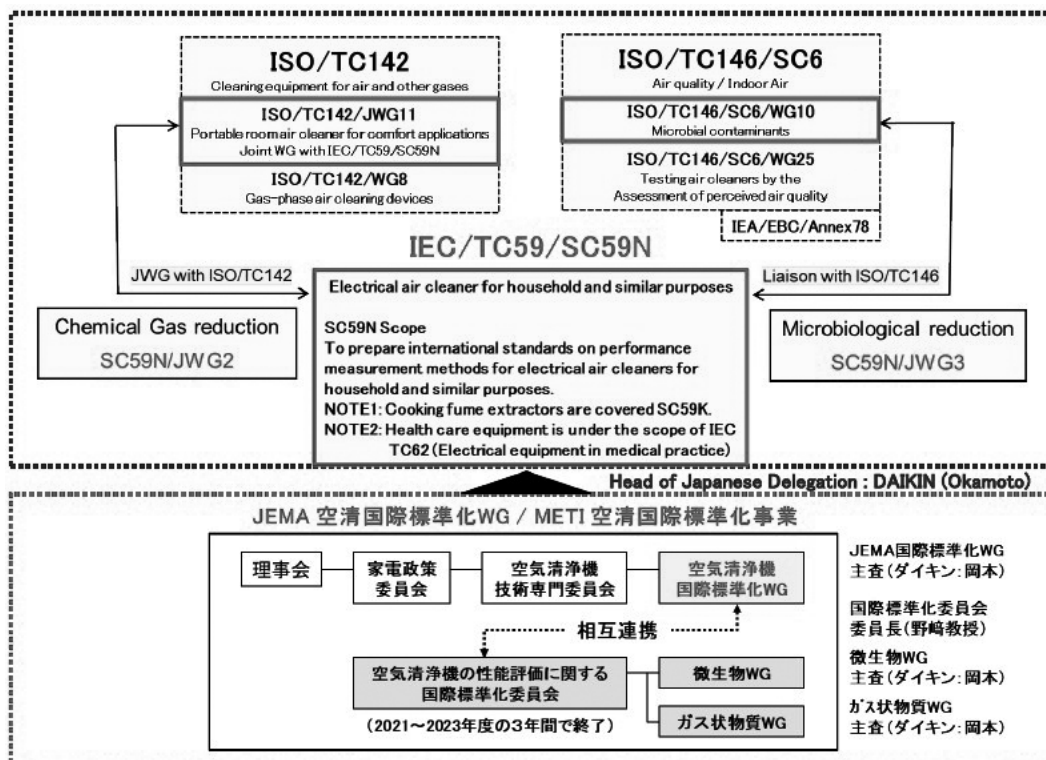 ISO/TC142
Cleaning equipment for air and other gases
ISO/TC142/JWG11
Portable room air cleaner for comfort applications
Joint WG with IEC/TC59/SC59N
ISO/TC142/WG8
Gas-phase air cleaning devices
ISO/TC146/SC6
Air quality / Indoor Air
ISO/TC146/SC6/WG10
Microbial contaminants
ISO/TC146/SC6/WG25
Testing air cleaners by the
Assessment of perceived air quality
IEA/EBC/Annex78
IEC/TC59/SC59N
JWG with ISO/TC142
Liaison with ISO/TC146
Chemical Gas reduction
SC59N/JWG2
Electrical air cleaner for household and similar purposes
SC59N Scope
To prepare international standards on performance
measurement methods for electrical air cleaners for
household and similar purposes.
NOTE1: Cooking fume extractors are covered SC59K.
NOTE2: Health care equipment is under the scope of IEC
TC62 (Electrical equipment in medical practice)
Microbiological reduction
SC59N/JWG3
Head of Japanese Delegation : DAIKIN (Okamoto)
JEMA 空清国際標準化WG / METI 空清国際標準化事業
理事会
家電政策
委員会
空気清浄機
技術専門委員会
空気清浄機
国際標準化WG
相互連携
空気清浄機の性能評価に関する
国際標準化委員会
(2021～2023年度の3年間で終了)
微生物WG
ガス状物質WG
JEMA国際標準化WG
主査(ダイキン:岡本)
国際標準化委員会
委員長(野﨑教授)
微生物WG
主査(ダイキン:岡本)
ガス状物質WG
主査(ダイキン:岡本)